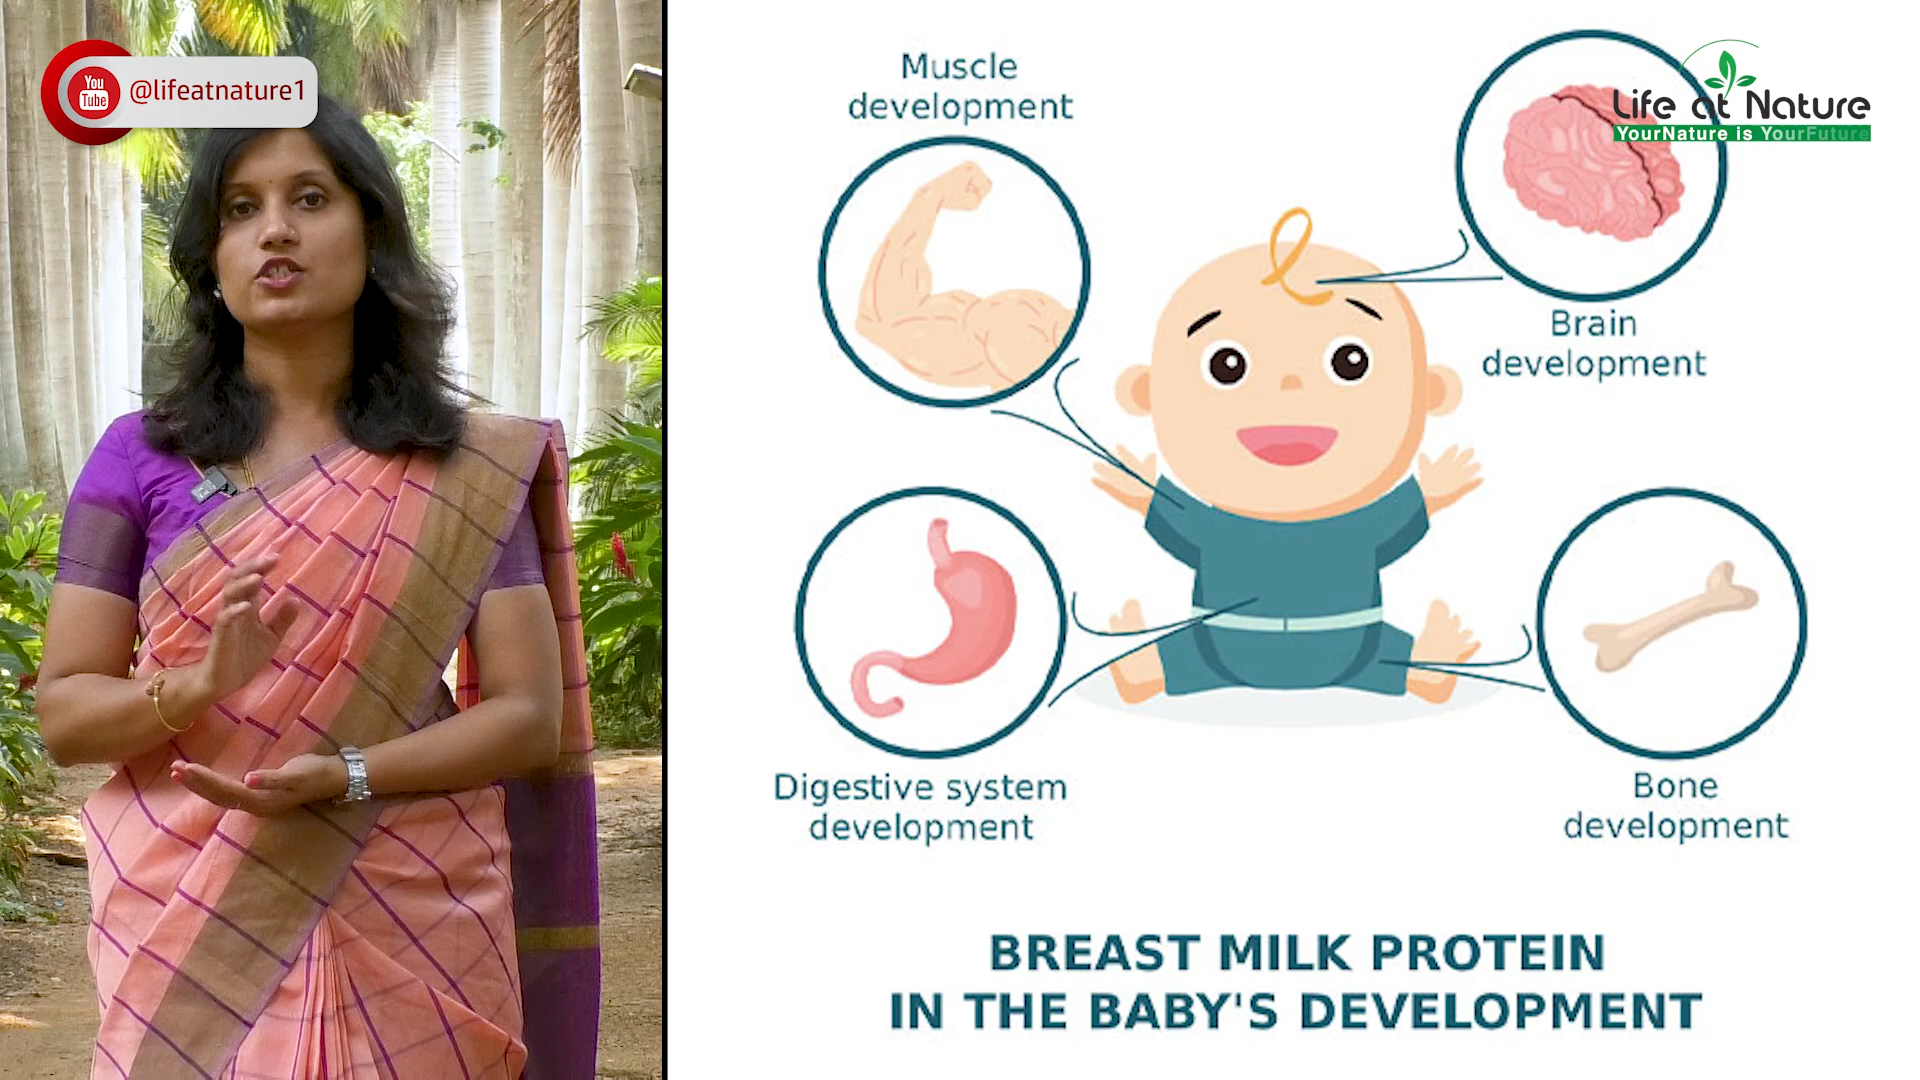 You
Tube
@lifeatnature1
Muscle
development
Life at Nature
YourNature is YourFuture
Brain
development
Digestive system
development
Bone
development
BREAST MILK PROTEIN
IN THE BABY'S DEVELOPMENT